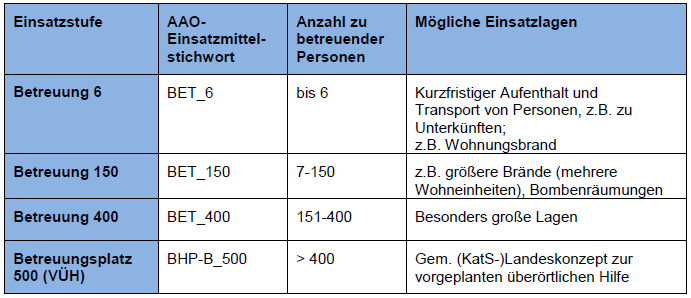 Einsatzstufe
AAO-
Einsatzmittel-
stichwort
Anzahl zu
betreuender
Personen
Mögliche Einsatzlagen
Betreuung 6
BET_6
bis 6
Kurzfristiger Aufenthalt und
Transport von Personen, z.B. zu
Unterkünften;
z.B. Wohnungsbrand
Betreuung 150
BET_150
7-150
z.B. größere Brände (mehrere
Wohneinheiten), Bombenräumungen
Betreuung 400
BET_400
151-400
Besonders große Lagen
Betreuungsplatz
500 (VÜH)
BHP-B_500
> 400
Gem. (KatS-)Landeskonzept zur
vorgeplanten überörtlichen Hilfe